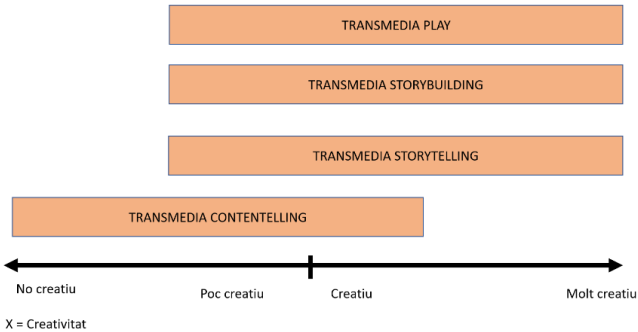 TRANSMEDIA PLAY
TRANSMEDIA STORYBUILDING
TRANSMEDIA STORYTELLING
TRANSMEDIA CONTENTELLING
No creatiu
Poc creatiu
Creatiu
Molt creatiu
X = Creativitat